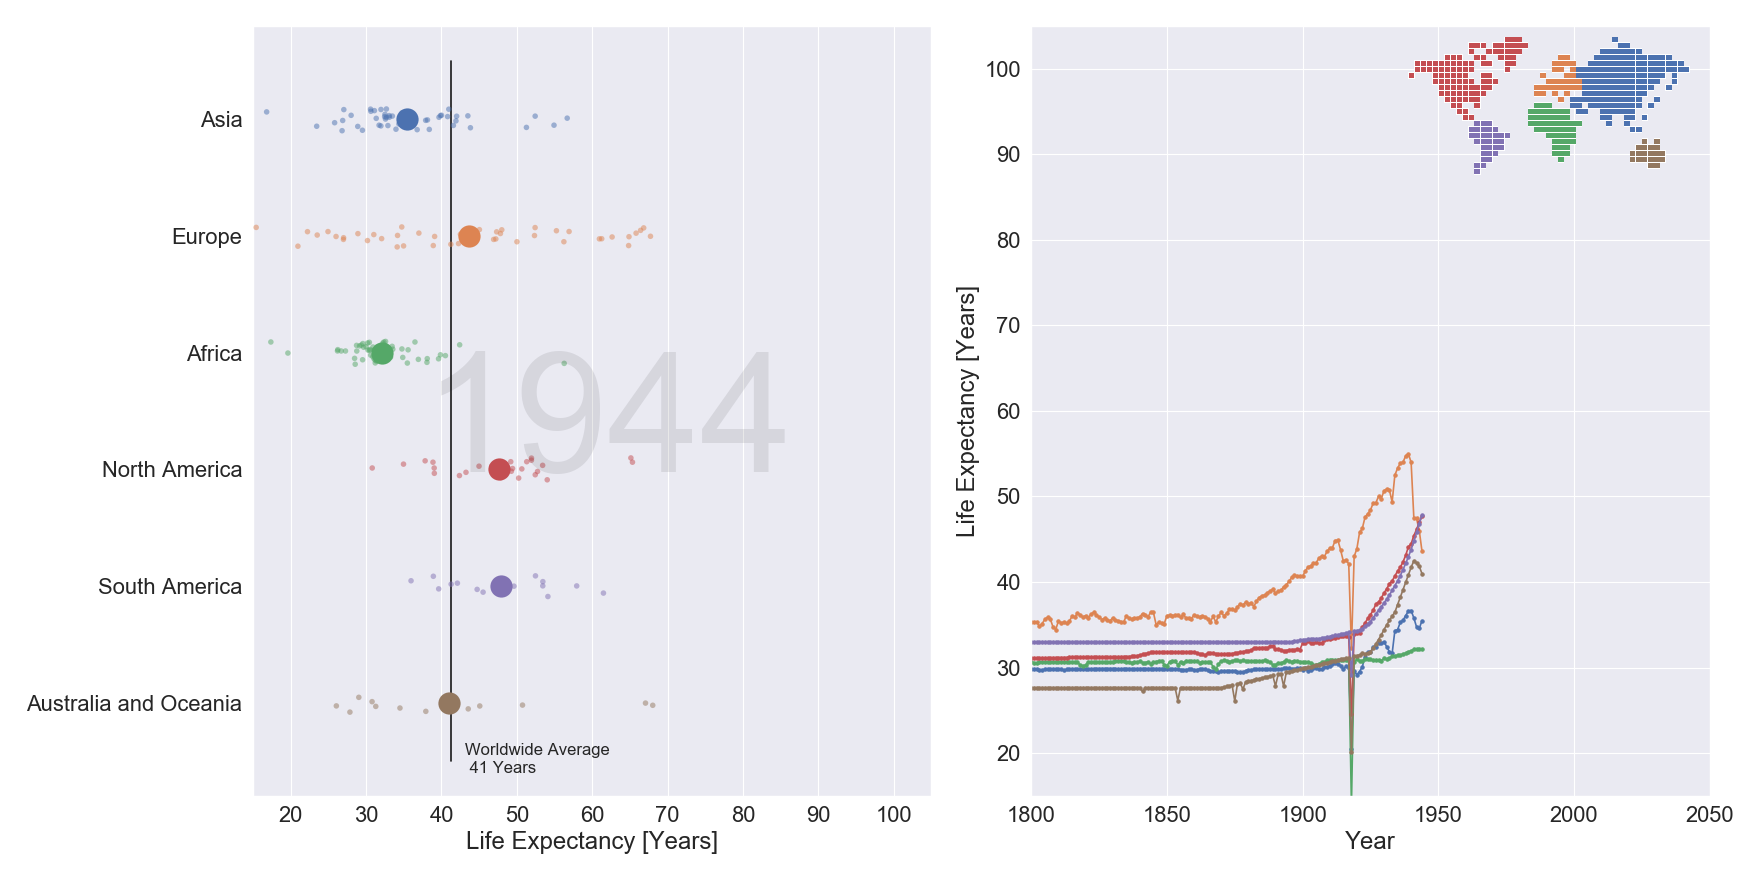 Asia
Europe
Africa
North America
South America
Australia and Oceania
1944
Worldwide Average
41 Years
20 30 40 50 60 70 80 90 100
Life Expectancy [Years]
100
90
80
70
60
50
40
30
20
Life Expectancy [Years]
1800 1850 1900 1950 2000 2050
Year